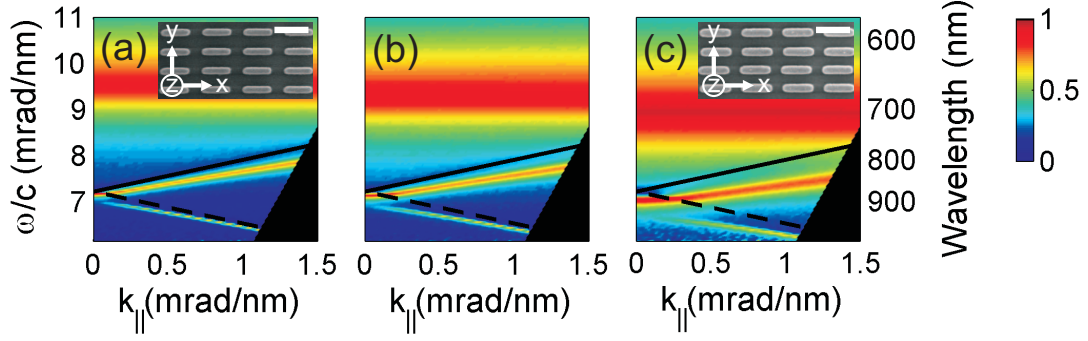 (a)
y
z
x
(b)
(c)
y
z
x
11
10
9
8
7
ω/c (mrad/nm)
0
0.5
1
1.5
k||(mrad/nm)
0
0.5
1
1.5
k||(mrad/nm)
0
0.5
1
1.5
k||(mrad/nm)
600
700
800
900
Wavelength (nm)
1
0.5
0